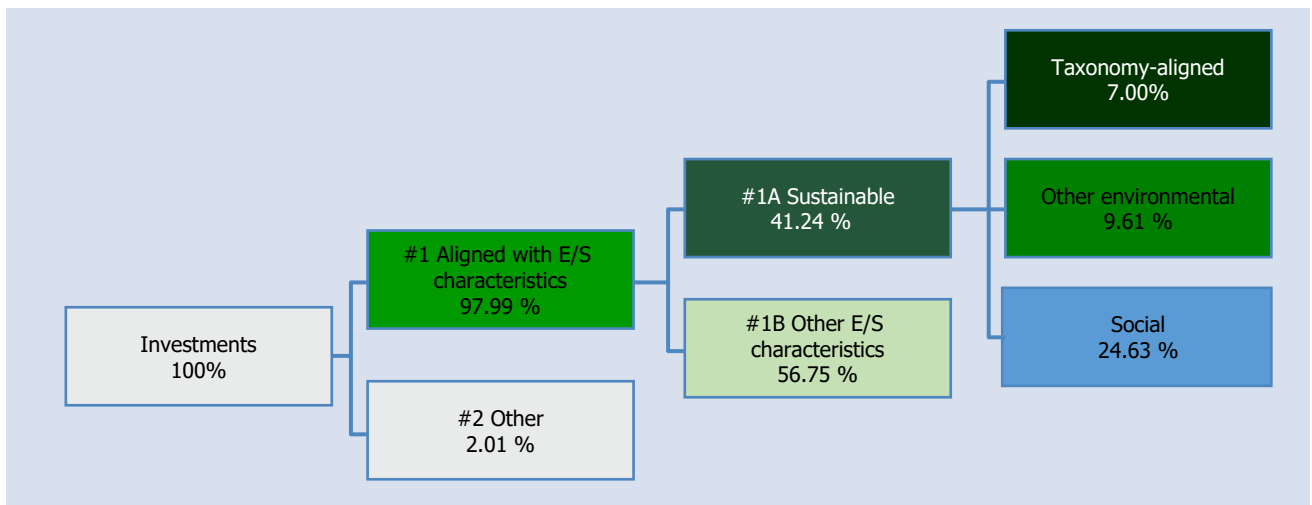 Investments
100%
#1 Aligned with E/S
characteristics
97.99 %
#2 Other
2.01 %
#1A Sustainable
41.24 %
#1B Other E/S
characteristics
56.75 %
Taxonomy-aligned
7.00%
Other environmental
9.61 %
Social
24.63 %